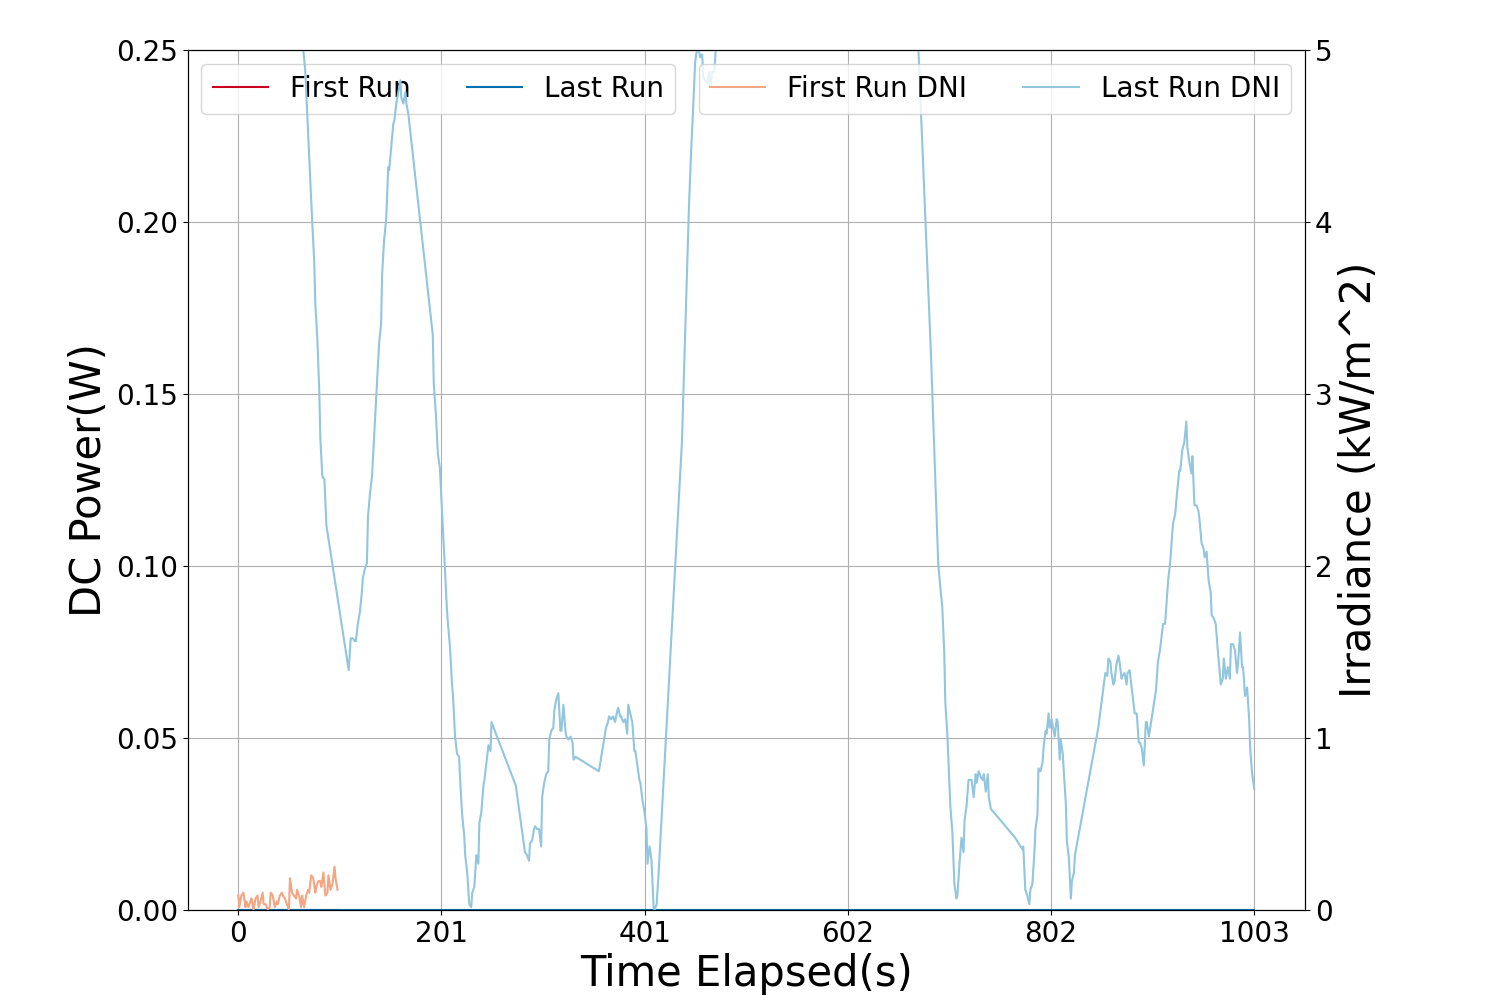 First Run
Last Run
First Run DNI
Last Run DNI
0.25
0.20
0.15
0.10
0.05
0.00
DC Power(W)
5
4
3
2
1
0
Irradiance (kW/m^2)
0 201 401 602 802 1003
Time Elapsed(s)